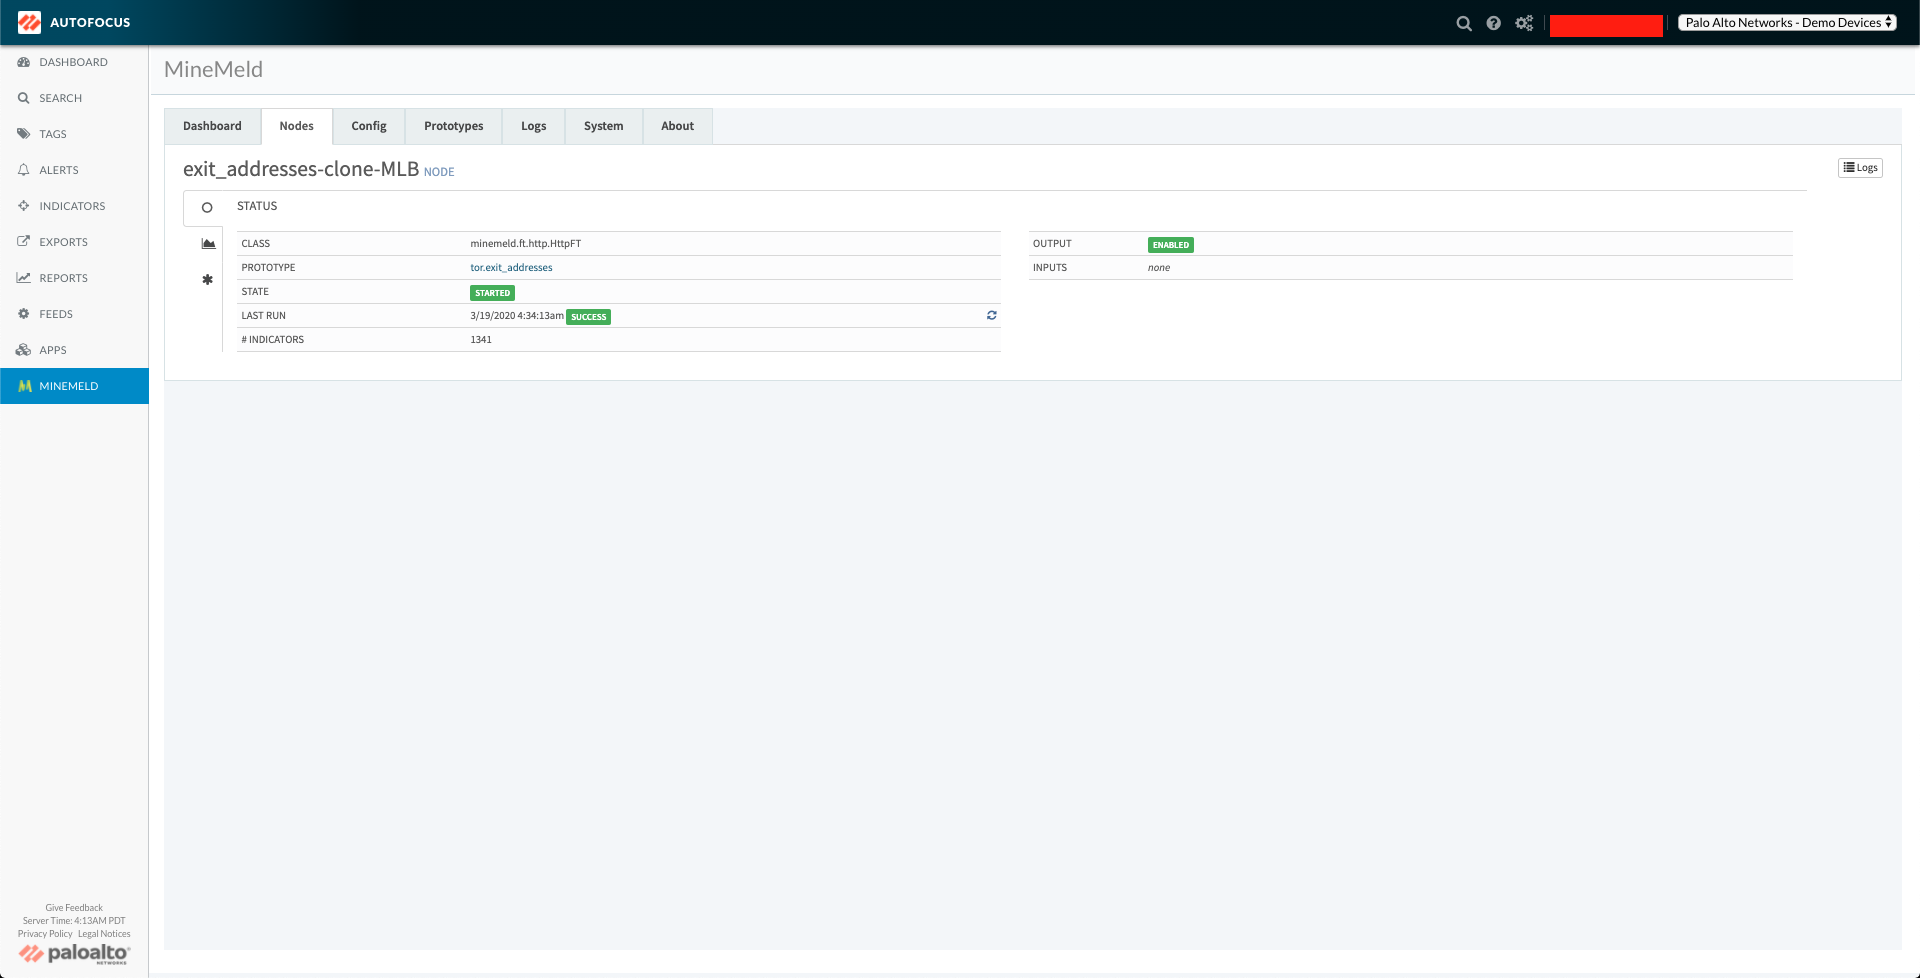 AUTOFOCUS
Palo Alto Networks - Demo Devices
DASHBOARD
SEARCH
TAGS
ALERTS
INDICATORS
EXPORTS
REPORTS
FEEDS
APPS
MINEMELD
Give Feedback
Server Time: 4:13AM PDT
Privacy Policy Legal Notices
paloalto
NETWORKS
MineMeld
Dashboard Nodes Config Prototypes Logs System About
exit_addresses-clone-MLB NODE
Logs
STATUS
CLASS minemeld.ft.http.HttpFT
PROTOTYPE tor.exit_addresses
STATE STARTED
LAST RUN 3/19/2020 4:34:13am SUCCESS
# INDICATORS 1341
OUTPUT ENABLED
INPUTS none